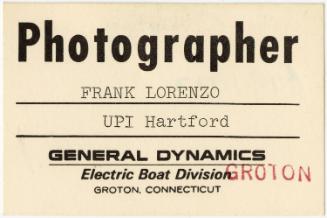 Photographer
FRANK LORENZO
UPI Hartford
GENERAL DYNAMICS
Electric Boat Division GROTON
GROTON, CONNECTICUT